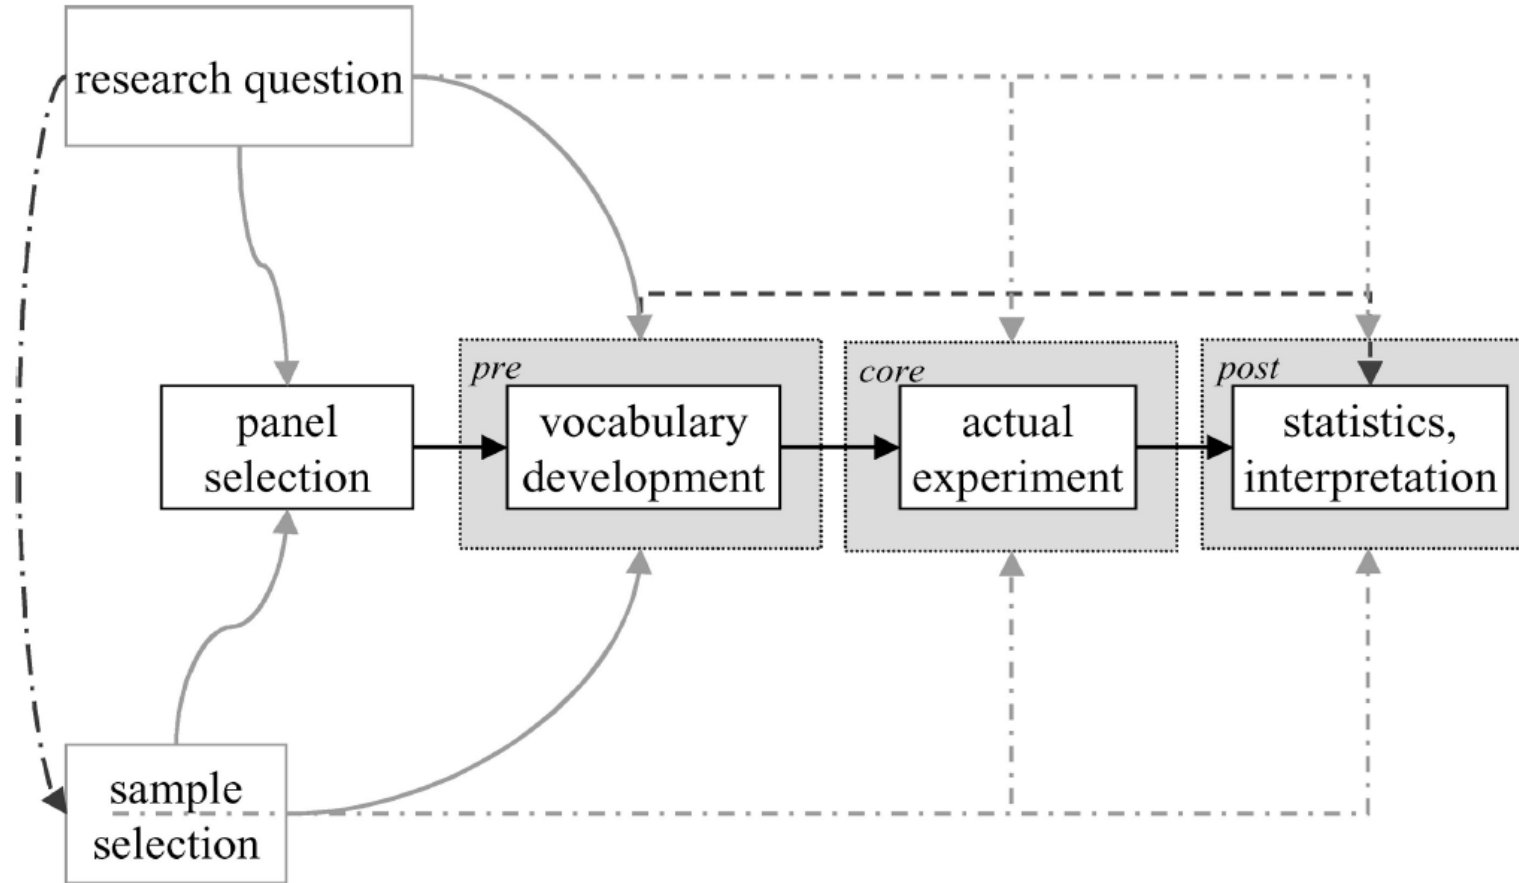 research question
pre
core
post
panel
selection
vocabulary
development
actual
experiment
statistics,
interpretation
sample
selection